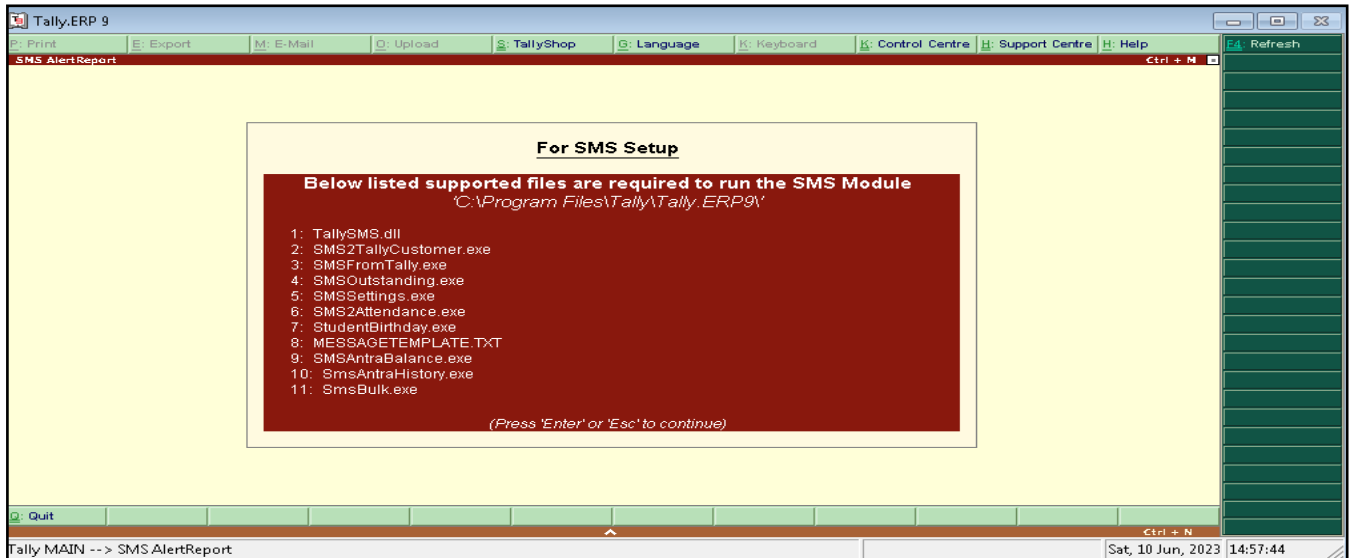 Tally.ERP 9
P: Print E: Export M: E-Mail O: Upload S: TallyShop G: Language K: Keyboard K: Control Centre H: Support Centre H: Help F4: Refresh
SMS AlertReport Ctrl + M
For SMS Setup
Below listed supported files are required to run the SMS Module
'C:\Program Files\Tally\Tally.ERP9\'
1: TallySMS.dll
2: SMS2TallyCustomer.exe
3: SMSFromTally.exe
4: SMSOutstanding.exe
5: SMSSettings.exe
6: SMS2Attendance.exe
7: StudentBirthday.exe
8: MESSAGETEMPLATE.TXT
9: SMSAntraBalance.exe
10: SmsAntraHistory.exe
11: SmsBulk.exe
(Press 'Enter' or 'Esc' to continue)
Q: Quit
Ctrl + N
Tally MAIN --> SMS AlertReport Sat, 10 Jun, 2023 14:57:44